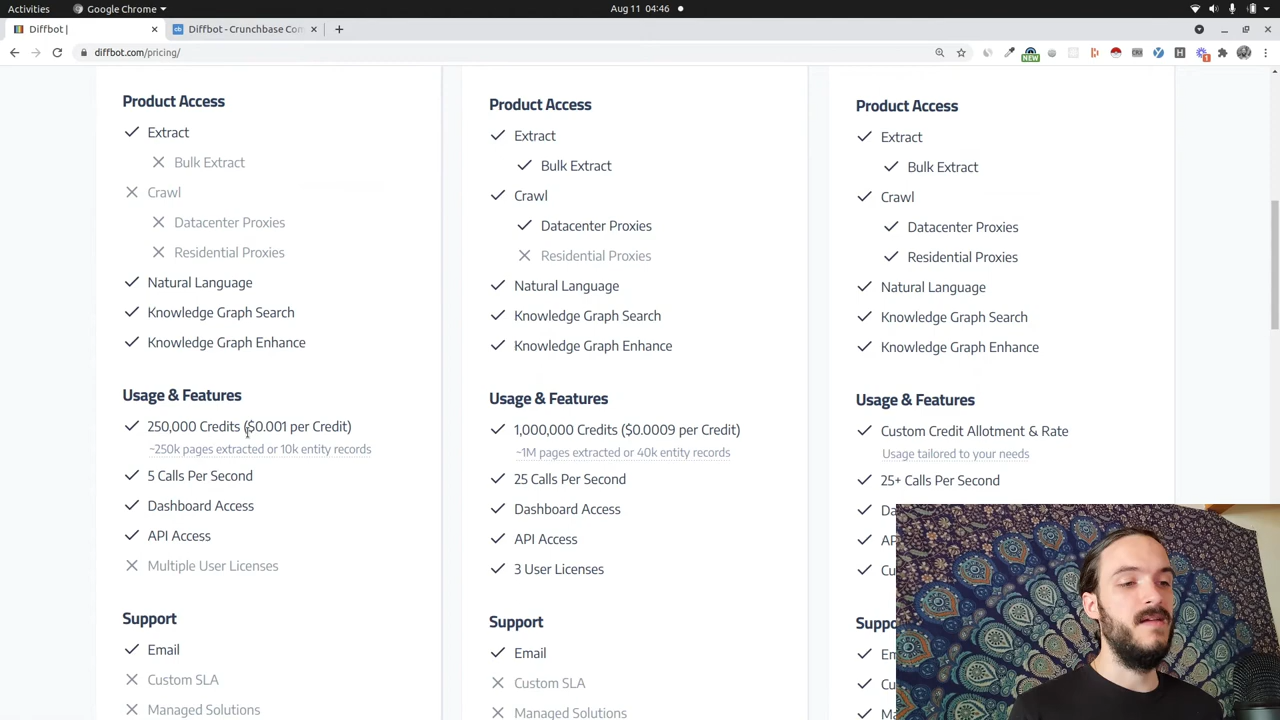 Activities
Google Chrome
Aug 11 04:46
Diffbot |
Diffbot - Crunchbase Com
diffbot.com/pricing/
NEW
1
Product Access
Extract
Bulk Extract
Crawl
Datacenter Proxies
Residential Proxies
Natural Language
Knowledge Graph Search
Knowledge Graph Enhance
Usage & Features
250,000 Credits ($0.001 per Credit)
~250k pages extracted or 10k entity records
5 Calls Per Second
Dashboard Access
API Access
Multiple User Licenses
Support
Email
Custom SLA
Managed Solutions
Product Access
Extract
Bulk Extract
Crawl
Datacenter Proxies
Residential Proxies
Natural Language
Knowledge Graph Search
Knowledge Graph Enhance
Usage & Features
1,000,000 Credits ($0.0009 per Credit)
~1M pages extracted or 40k entity records
25 Calls Per Second
Dashboard Access
API Access
3 User Licenses
Support
Email
Custom SLA
Managed Solutions
Product Access
Extract
Bulk Extract
Crawl
Datacenter Proxies
Residential Proxies
Natural Language
Knowledge Graph Search
Knowledge Graph Enhance
Usage & Features
Custom Credit Allotment & Rate
Usage tailored to your needs
25+ Calls Per Second